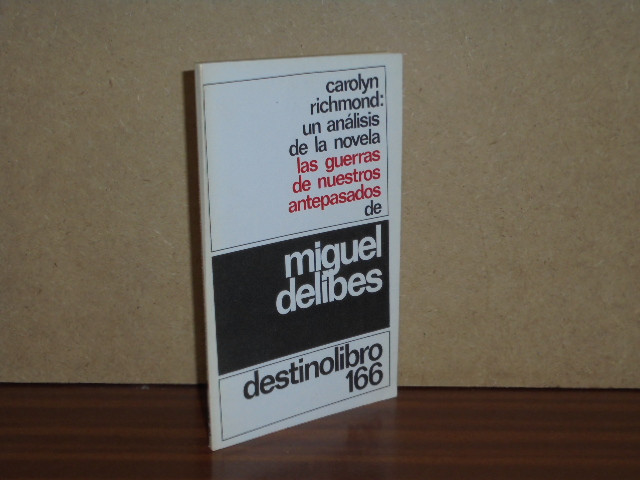 carolyn
richmond:
un análisis
de la novela
las guerras
de nuestros
antepasados
de
miguel
delibes
destinolibro
166